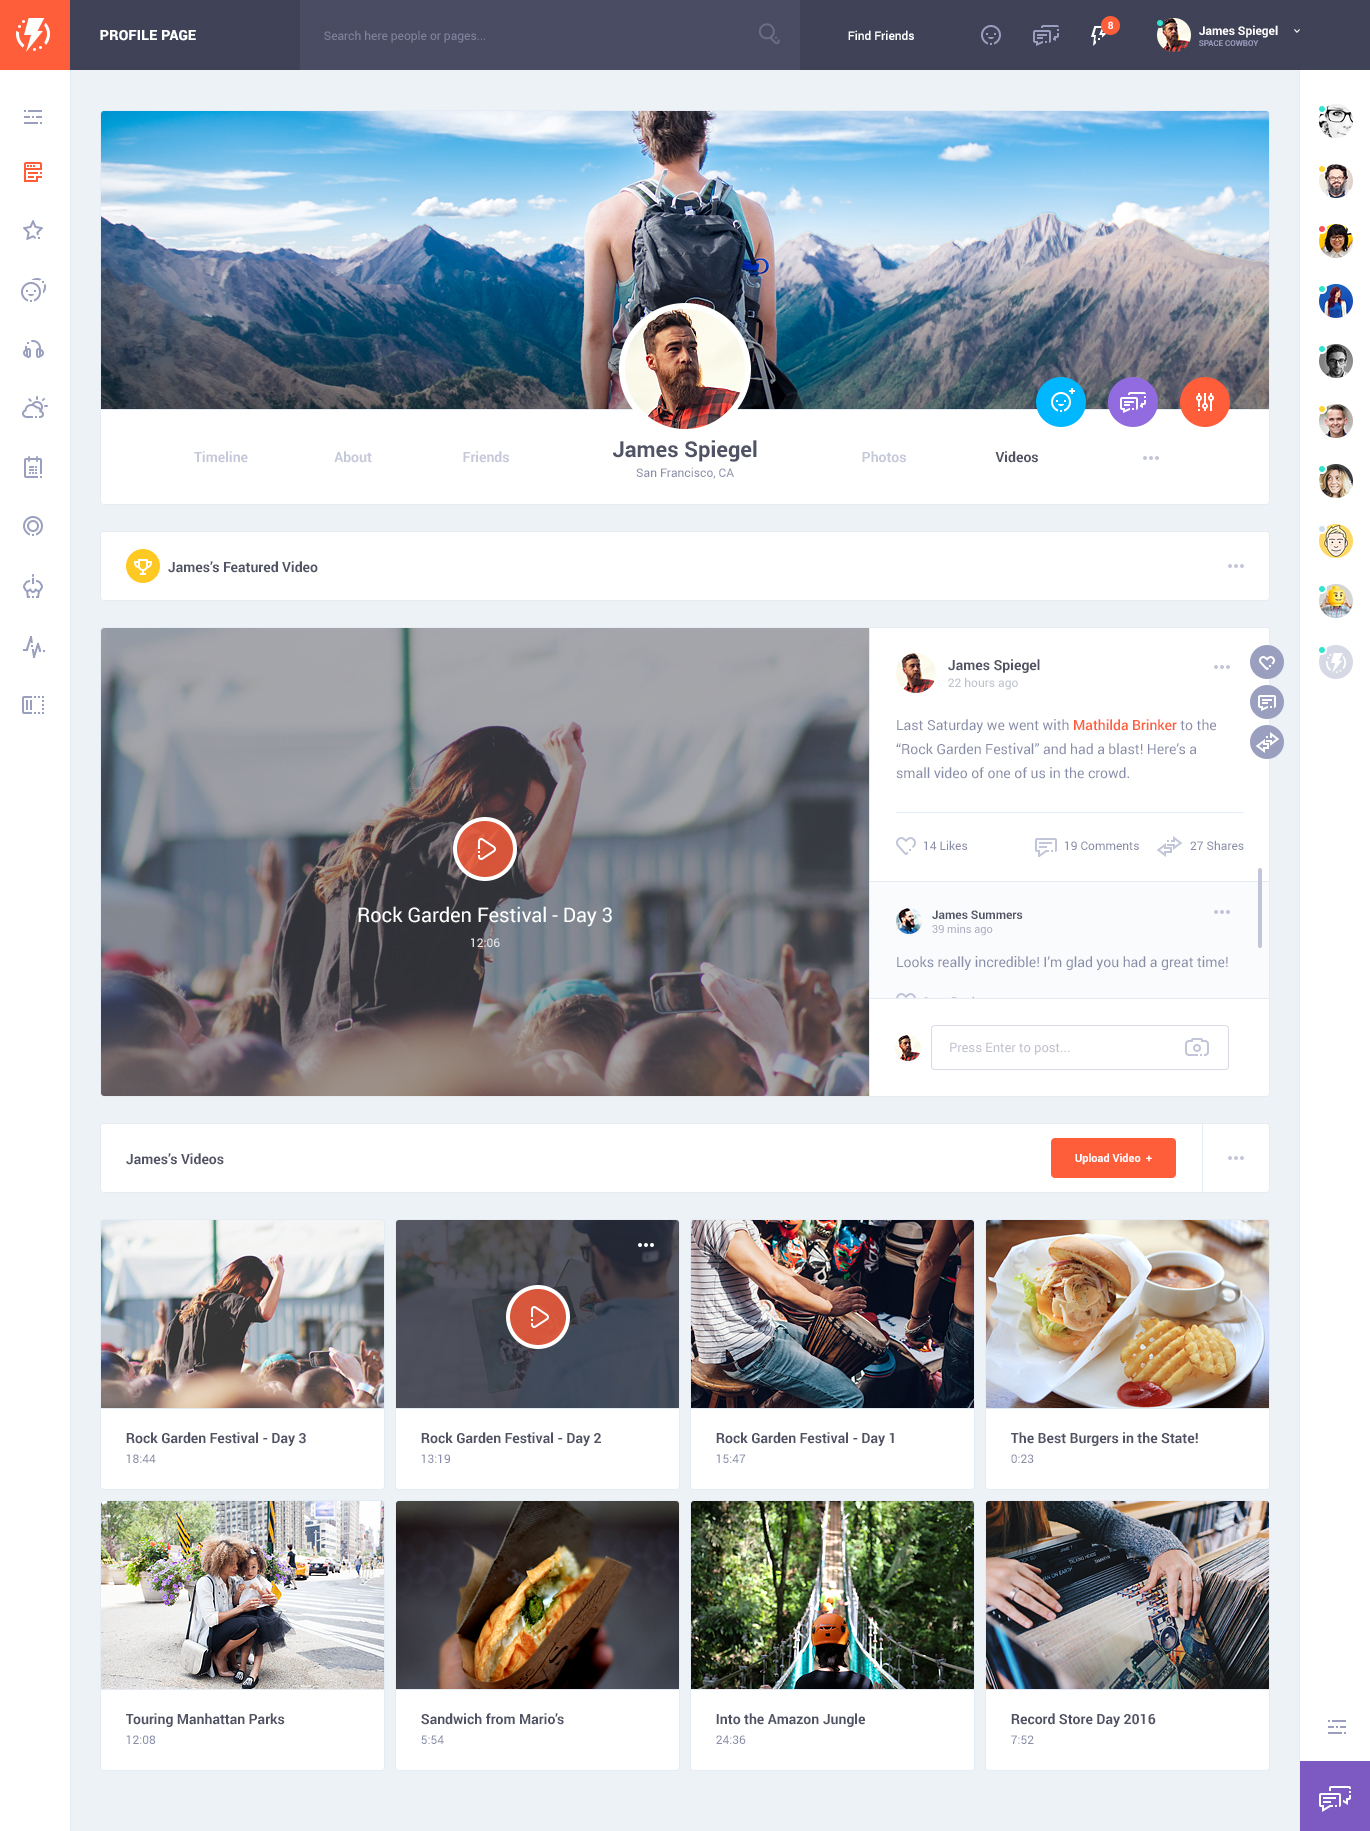 PROFILE PAGE
Search here people or pages...
Find Friends
8
James Spiegel
SPACE COWBOY
Timeline
About
Friends
James Spiegel
San Francisco, CA
Photos
Videos
James's Featured Video
Rock Garden Festival - Day 3
12:06
James Spiegel
22 hours ago
Last Saturday we went with Mathilda Brinker to the
“Rock Garden Festival” and had a blast! Here's a
small video of one of us in the crowd.
14 Likes
19 Comments
27 Shares
James Summers
39 mins ago
Looks really incredible! I'm glad you had a great time!
Press Enter to post...
James's Videos
Upload Video +
Rock Garden Festival - Day 3
18:44
Rock Garden Festival - Day 2
13:19
Rock Garden Festival - Day 1
15:47
The Best Burgers in the State!
0:23
TALKING HEADS
Touring Manhattan Parks
12:08
Sandwich from Mario's
5:54
Into the Amazon Jungle
24:36
Record Store Day 2016
7:52